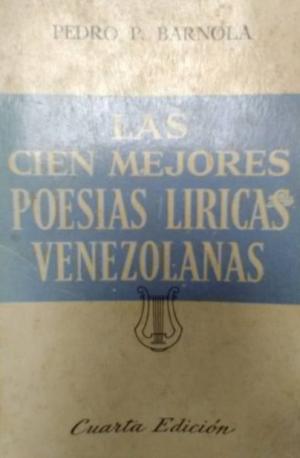 PEDRO P. BARNOLA
LAS
CIEN MEJORES
POESIAS LIRICAS
VENEZOLANAS
Cuarta Edición